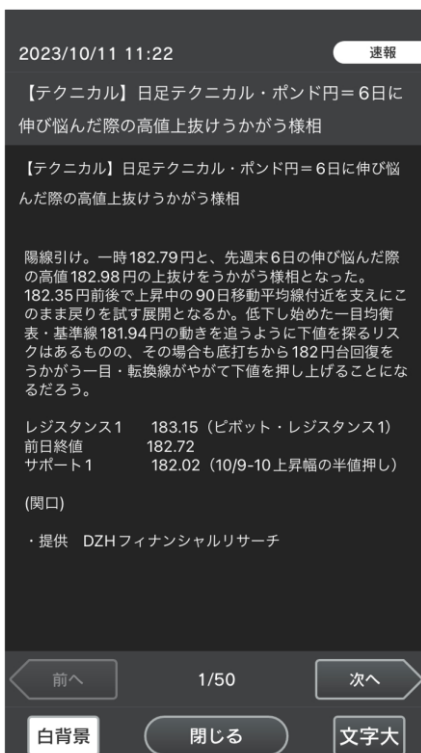 2023/10/11 11:22
速報
【テクニカル】日足テクニカル・ポンド円=6日に
伸び悩んだ際の高値上抜けうかがう様相
【テクニカル】日足テクニカル・ポンド円=6日に伸び悩
んだ際の高値上抜けうかがう様相
陽線引け。一時182.79円と、先週末6日の伸び悩んだ際
の高値182.98円の上抜けをうかがう様相となった。
182.35円前後で上昇中の90日移動平均線付近を支えにこ
のまま戻りを試す展開となるか。低下し始めた一目均衡
表・基準線181.94円の動きを追うように下値を探るリス
クはあるものの、その場合も底打ちから182円台回復を
うかがう一目・転換線がやがて下値を押し上げることにな
るだろう。
レジスタンス1 183.15(ピボット・レジスタンス1)
前日終値 182.72
サポート1 182.02(10/9-10上昇幅の半値押し)
(関口)
・提供 DZHフィナンシャルリサーチ
前へ
1/50
次へ
白背景
閉じる
文字大